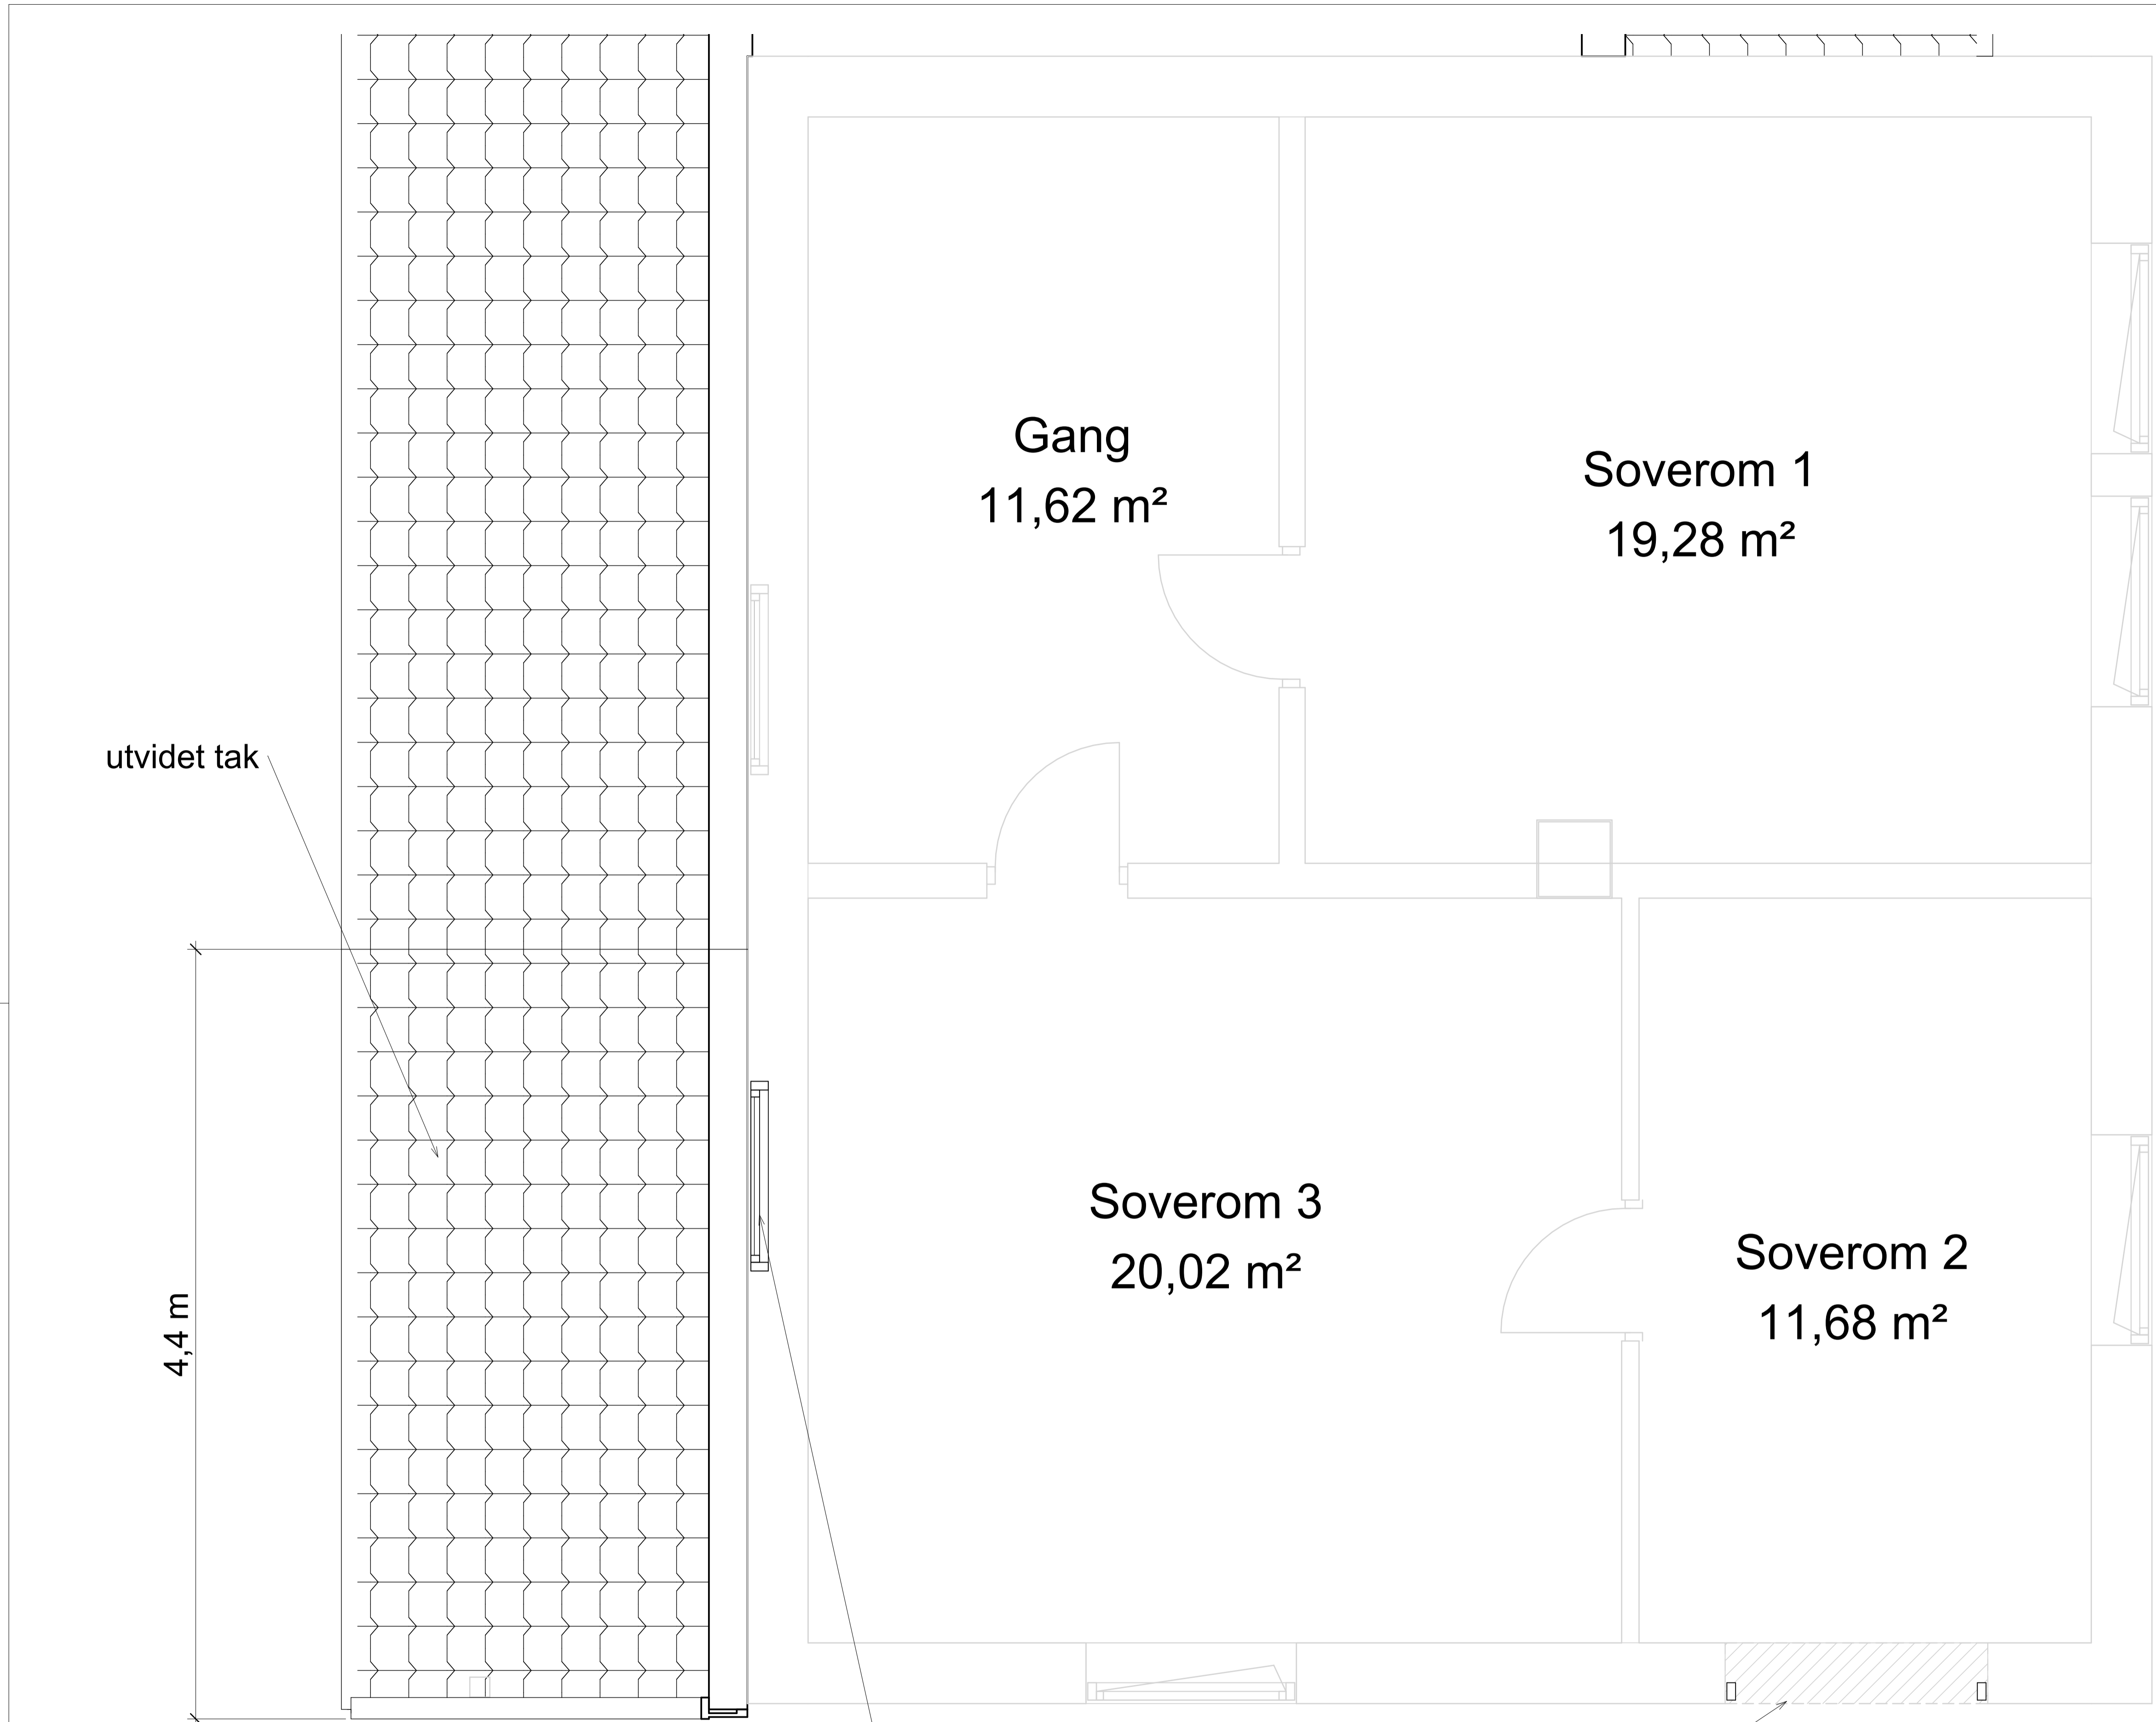 Gang
11,62 m²
Soverom 1
19,28 m²
utvidet tak
Soverom 3
20,02 m²
Soverom 2
11,68 m²
4,4 m